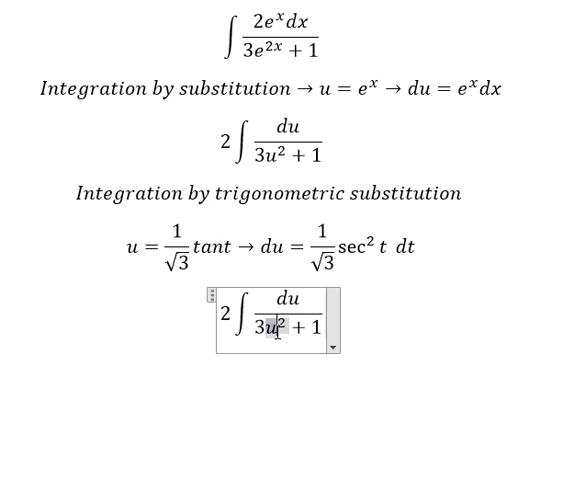 ∫ 2e^x dx / (3e^{2x} + 1)
Integration by substitution → u = e^x → du = e^x dx
2 ∫ du / (3u² + 1)
Integration by trigonometric substitution
u = 1/√3 tant → du = 1/√3 sec² t dt
2 ∫ du / (3u² + 1)